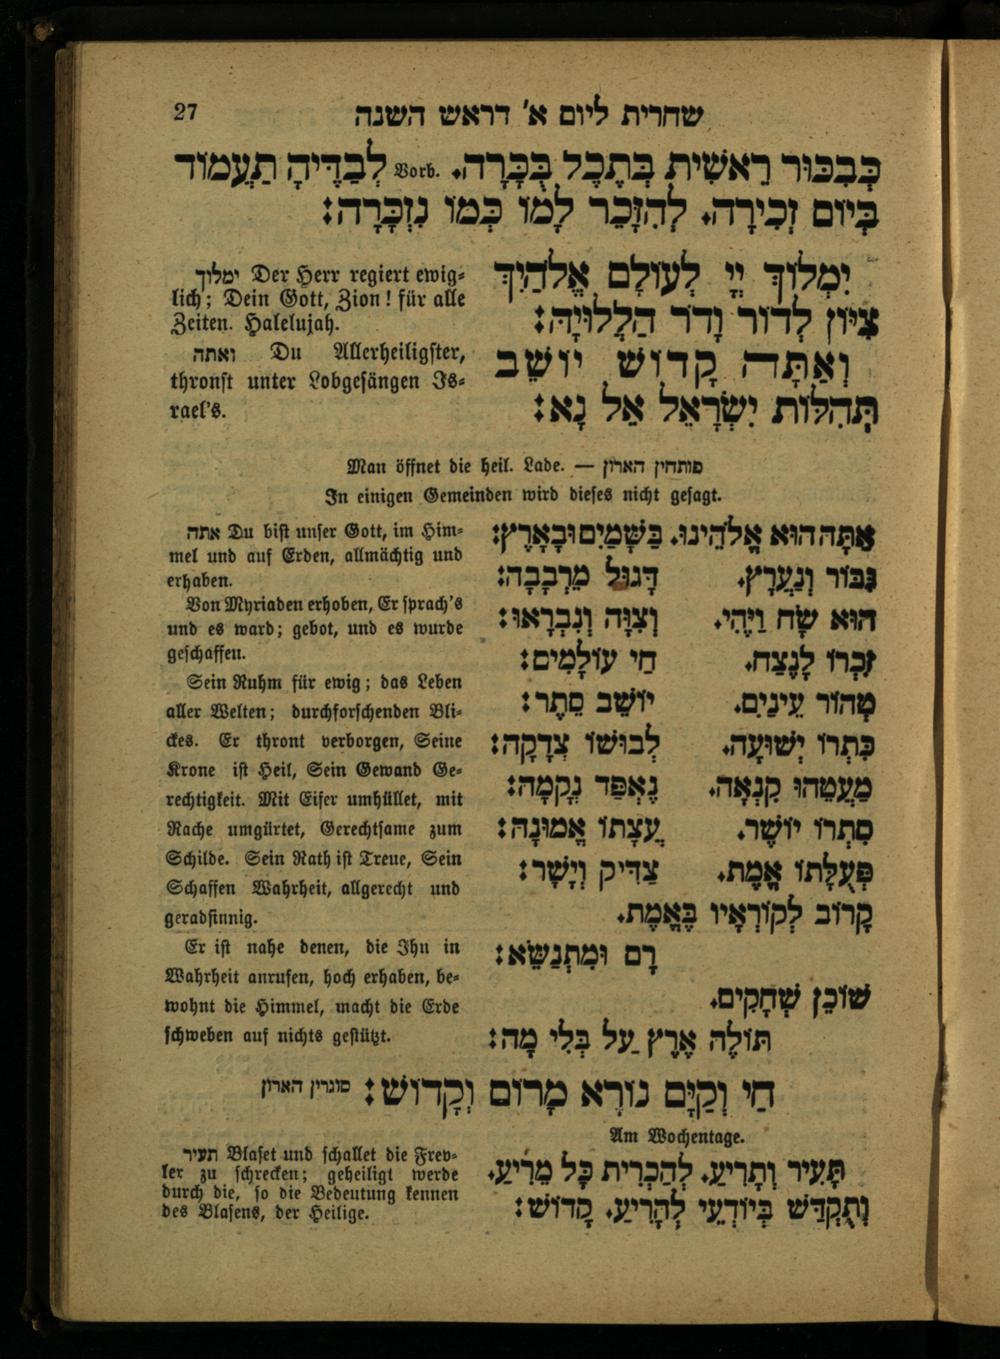 27
שחרית ליום א׳ דראש השנה
כְּבִכּוּר רֵאשִׁית בְּתֶכֶל בֻּכָּרָה. Vorb. לְבַדֶּיהָ תַעֲמוֹד
בְּיוֹם זְכִירָה. לְהִזָּכֵר לָמוֹ כְּמוֹ נִזְכָּרָה:
יִמְלוֹךְ יְיָ לְעוֹלָם אֱלֹהַיִךְ
צִיּוֹן לְדוֹר וָדֹר הַלְלוּיָהּ:
וְאַתָּה קָדוֹשׁ יוֹשֵׁב
תְּהִלּוֹת יִשְׂרָאֵל אֵל נָא:
ימלוך Der Herr regiert ewig-
lich; Dein Gott, Zion! für alle
Zeiten. Halelujah.
ואתה Du Allerheiligster,
thronst unter Lobgesängen Is-
rael's.
פותחין הארון — Man öffnet die heil. Lade.
In einigen Gemeinden wird dieses nicht gesagt.
אַתָּה הוּא אֱלֹהֵינוּ. בַּשָּׁמַיִם וּבָאָרֶץ:
גִּבּוֹר וְנַעֲרָץ. דָּגוּל מֵרְבָבָה:
הוּא שָׂח וַיֶּהִי. וְצִוָּה וְנִבְרָאוּ:
זִכְרוֹ לָנֶצַח. חַי עוֹלָמִים:
טְהוֹר עֵינַיִם. יוֹשֵׁב סֵתֶר:
כִּתְרוֹ יְשׁוּעָה. לְבוּשׁוֹ צְדָקָה:
מַעֲטֵהוּ קִנְאָה. נֶאְפַּד נְקָמָה:
סִתְרוֹ יוֹשֶׁר. עֲצָתוֹ אֱמוּנָה:
פְּעֻלָּתוֹ אֱמֶת. צַדִּיק וְיָשָׁר:
קָרוֹב לְקוֹרְאָיו בֶּאֱמֶת.
רָם וּמִתְנַשֵּׂא:
שׁוֹכֵן שְׁחָקִים.
תּוֹלֶה אֶרֶץ עַל בְּלִי מָה:
אתה Du bist unser Gott, im Him-
mel und auf Erden, allmächtig und
erhaben.
Von Myriaden erhoben, Er sprach's
und es ward; gebot, und es wurde
geschaffen.
Sein Ruhm für ewig; das Leben
aller Welten; durchforschenden Bli-
ckes. Er thront verborgen, Seine
Krone ist Heil, Sein Gewand Ge-
rechtigkeit. Mit Eifer umhüllet, mit
Rache umgürtet, Gerechtsame zum
Schilde. Sein Rath ist Treue, Sein
Schaffen Wahrheit, allgerecht und
geradsinnig.
Er ist nahe denen, die Ihn in
Wahrheit anrufen, hoch erhaben, be-
wohnt die Himmel, macht die Erde
schweben auf nichts gestützt.
חַי וְקַיָּם נוֹרָא מָרוֹם וְקָדוֹשׁ: סוגרין הארון
Am Wochentage.
תָּעִיר וְתָרִיעַ. לְהַכְרִית כָּל מֵרִיעַ.
וְתֻקְדַּשׁ בְּיוֹדְעֵי לְהָרִיעַ. קָדוֹשׁ:
תעיר Blaset und schallet die Frev-
ler zu schrecken; geheiligt werde
durch die, so die Bedeutung kennen
des Blasens, der Heilige.